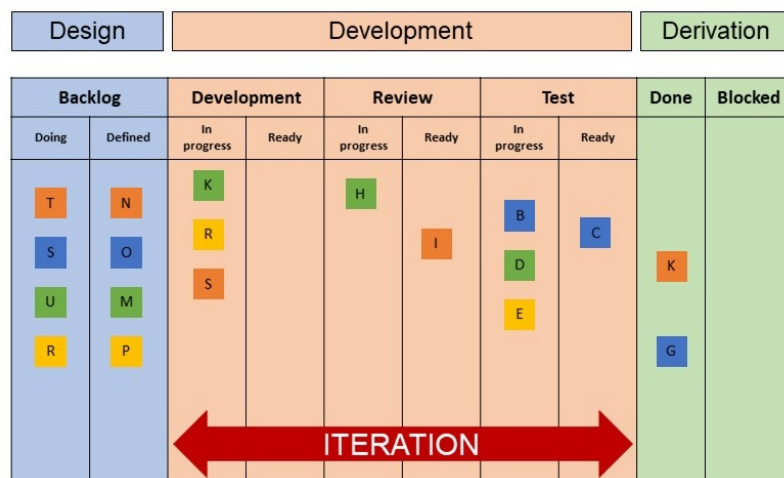 Design Development Derivation
Backlog Development Review Test Done Blocked
Doing Defined In progress Ready In progress Ready In progress Ready
T N K H B C
S O R I D K
U M S E G
R P
ITERATION